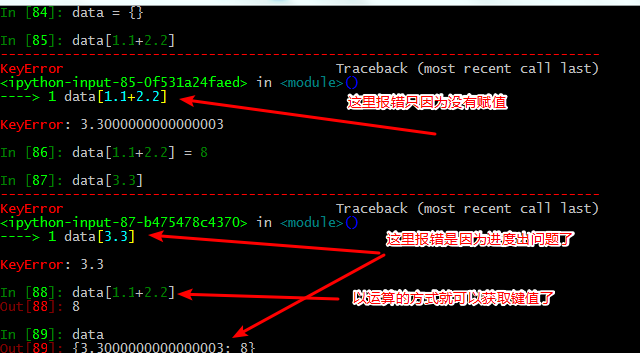 In [84]: data = {}
In [85]: data[1.1+2.2]
---------------------------------------------------------------------------
KeyError                                  Traceback (most recent call last)
<ipython-input-85-0f531a24faed> in <module>()
----> 1 data[1.1+2.2]
这里报错只因为没有赋值
KeyError: 3.3000000000000003
In [86]: data[1.1+2.2] = 8
In [87]: data[3.3]
---------------------------------------------------------------------------
KeyError                                  Traceback (most recent call last)
<ipython-input-87-b475478c4370> in <module>()
----> 1 data[3.3]
这里报错是因为进度出问题了
KeyError: 3.3
In [88]: data[1.1+2.2]
以运算的方式就可以获取键值了
Out[88]: 8
In [89]: data
Out[89]: {3.3000000000000003: 8}